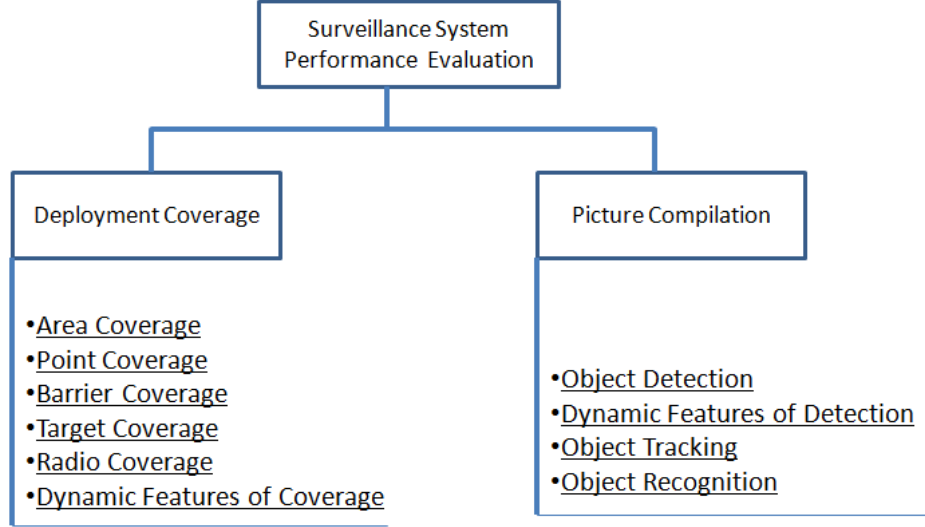 Surveillance System
Performance Evaluation
Deployment Coverage
•Area Coverage
•Point Coverage
•Barrier Coverage
•Target Coverage
•Radio Coverage
•Dynamic Features of Coverage
Picture Compilation
•Object Detection
•Dynamic Features of Detection
•Object Tracking
•Object Recognition